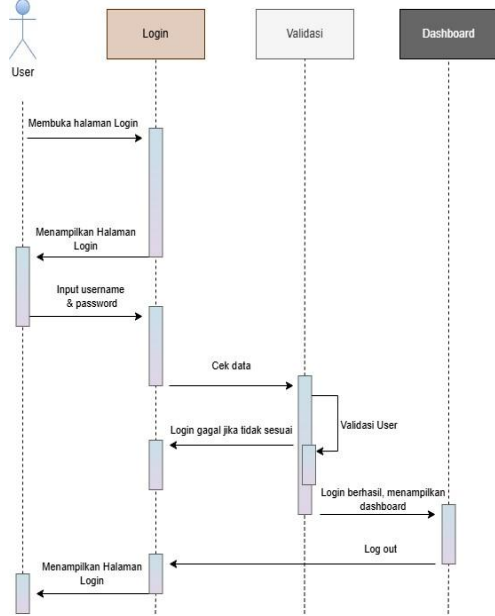 Login
Validasi
Dashboard
User
Membuka halaman Login
Menampilkan Halaman
Login
Input username
& password
Cek data
Validasi User
Login gagal jika tidak sesuai
Login berhasil, menampilkan
dashboard
Log out
Menampilkan Halaman
Login